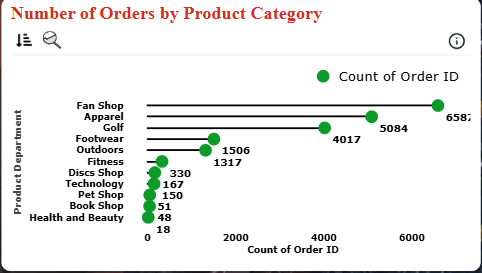 Number of Orders by Product Category
Count of Order ID
Product Department
Fan Shop
Apparel
Golf
Footwear
Outdoors
Fitness
Discs Shop
Technology
Pet Shop
Book Shop
Health and Beauty
5084
4017
1506
1317
330
167
150
51
48
18
0 2000 4000 6000
Count of Order ID